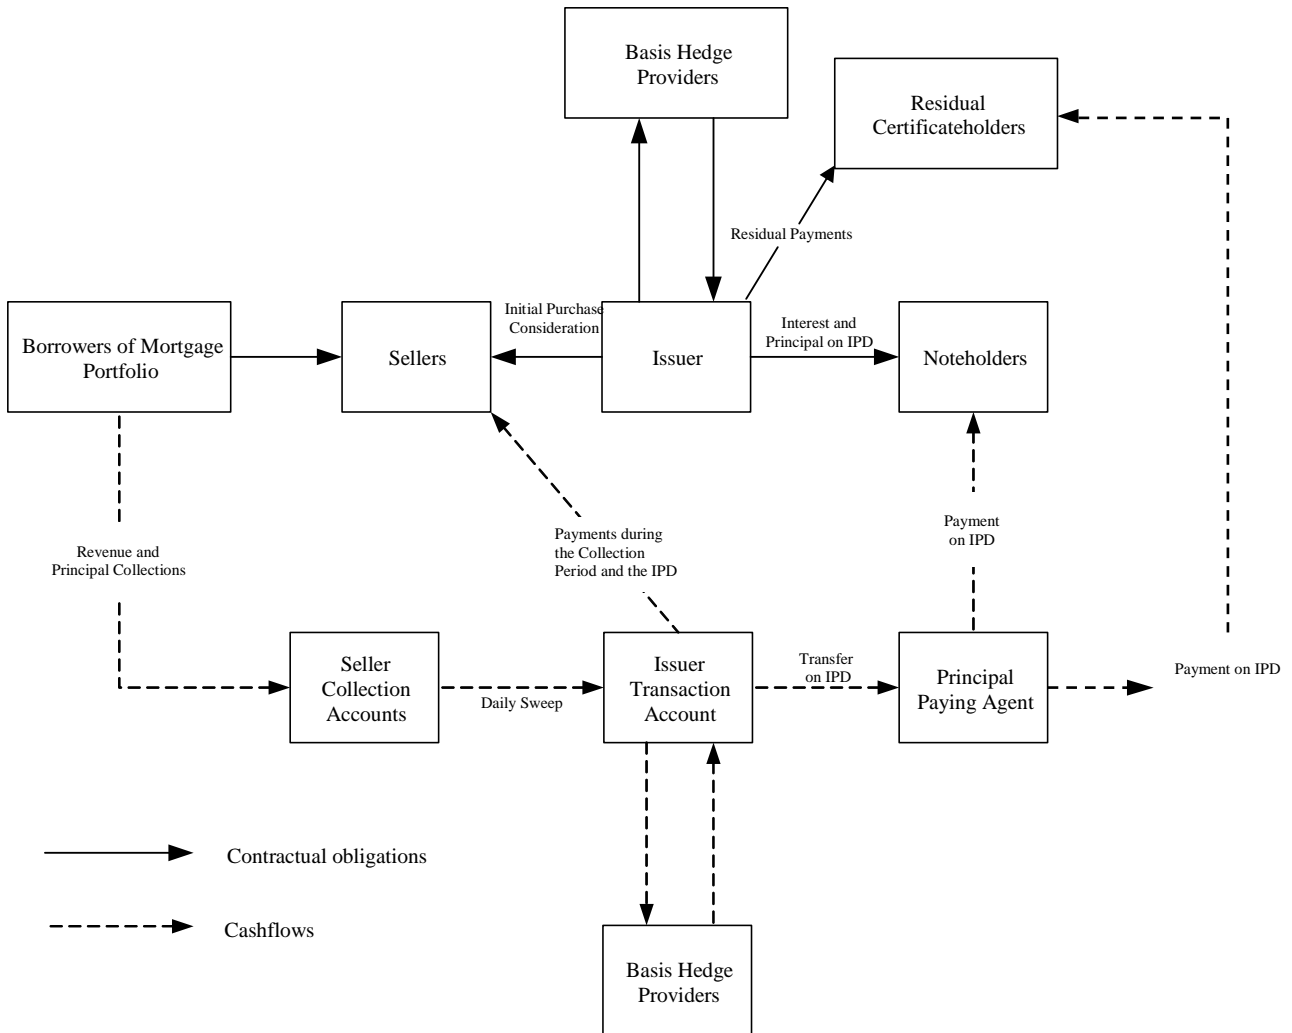 Basis Hedge
Providers
Residual
Certificateholders
Residual Payments
Borrowers of Mortgage
Portfolio
Sellers
Initial Purchase
Consideration
Issuer
Interest and
Principal on IPD
Noteholders
Revenue and
Principal Collections
Payments during
the Collection
Period and the IPD
Payment
on IPD
Seller
Collection
Accounts
Daily Sweep
Issuer
Transaction
Account
Transfer
on IPD
Principal
Paying Agent
Payment on IPD
Contractual obligations
Cashflows
Basis Hedge
Providers